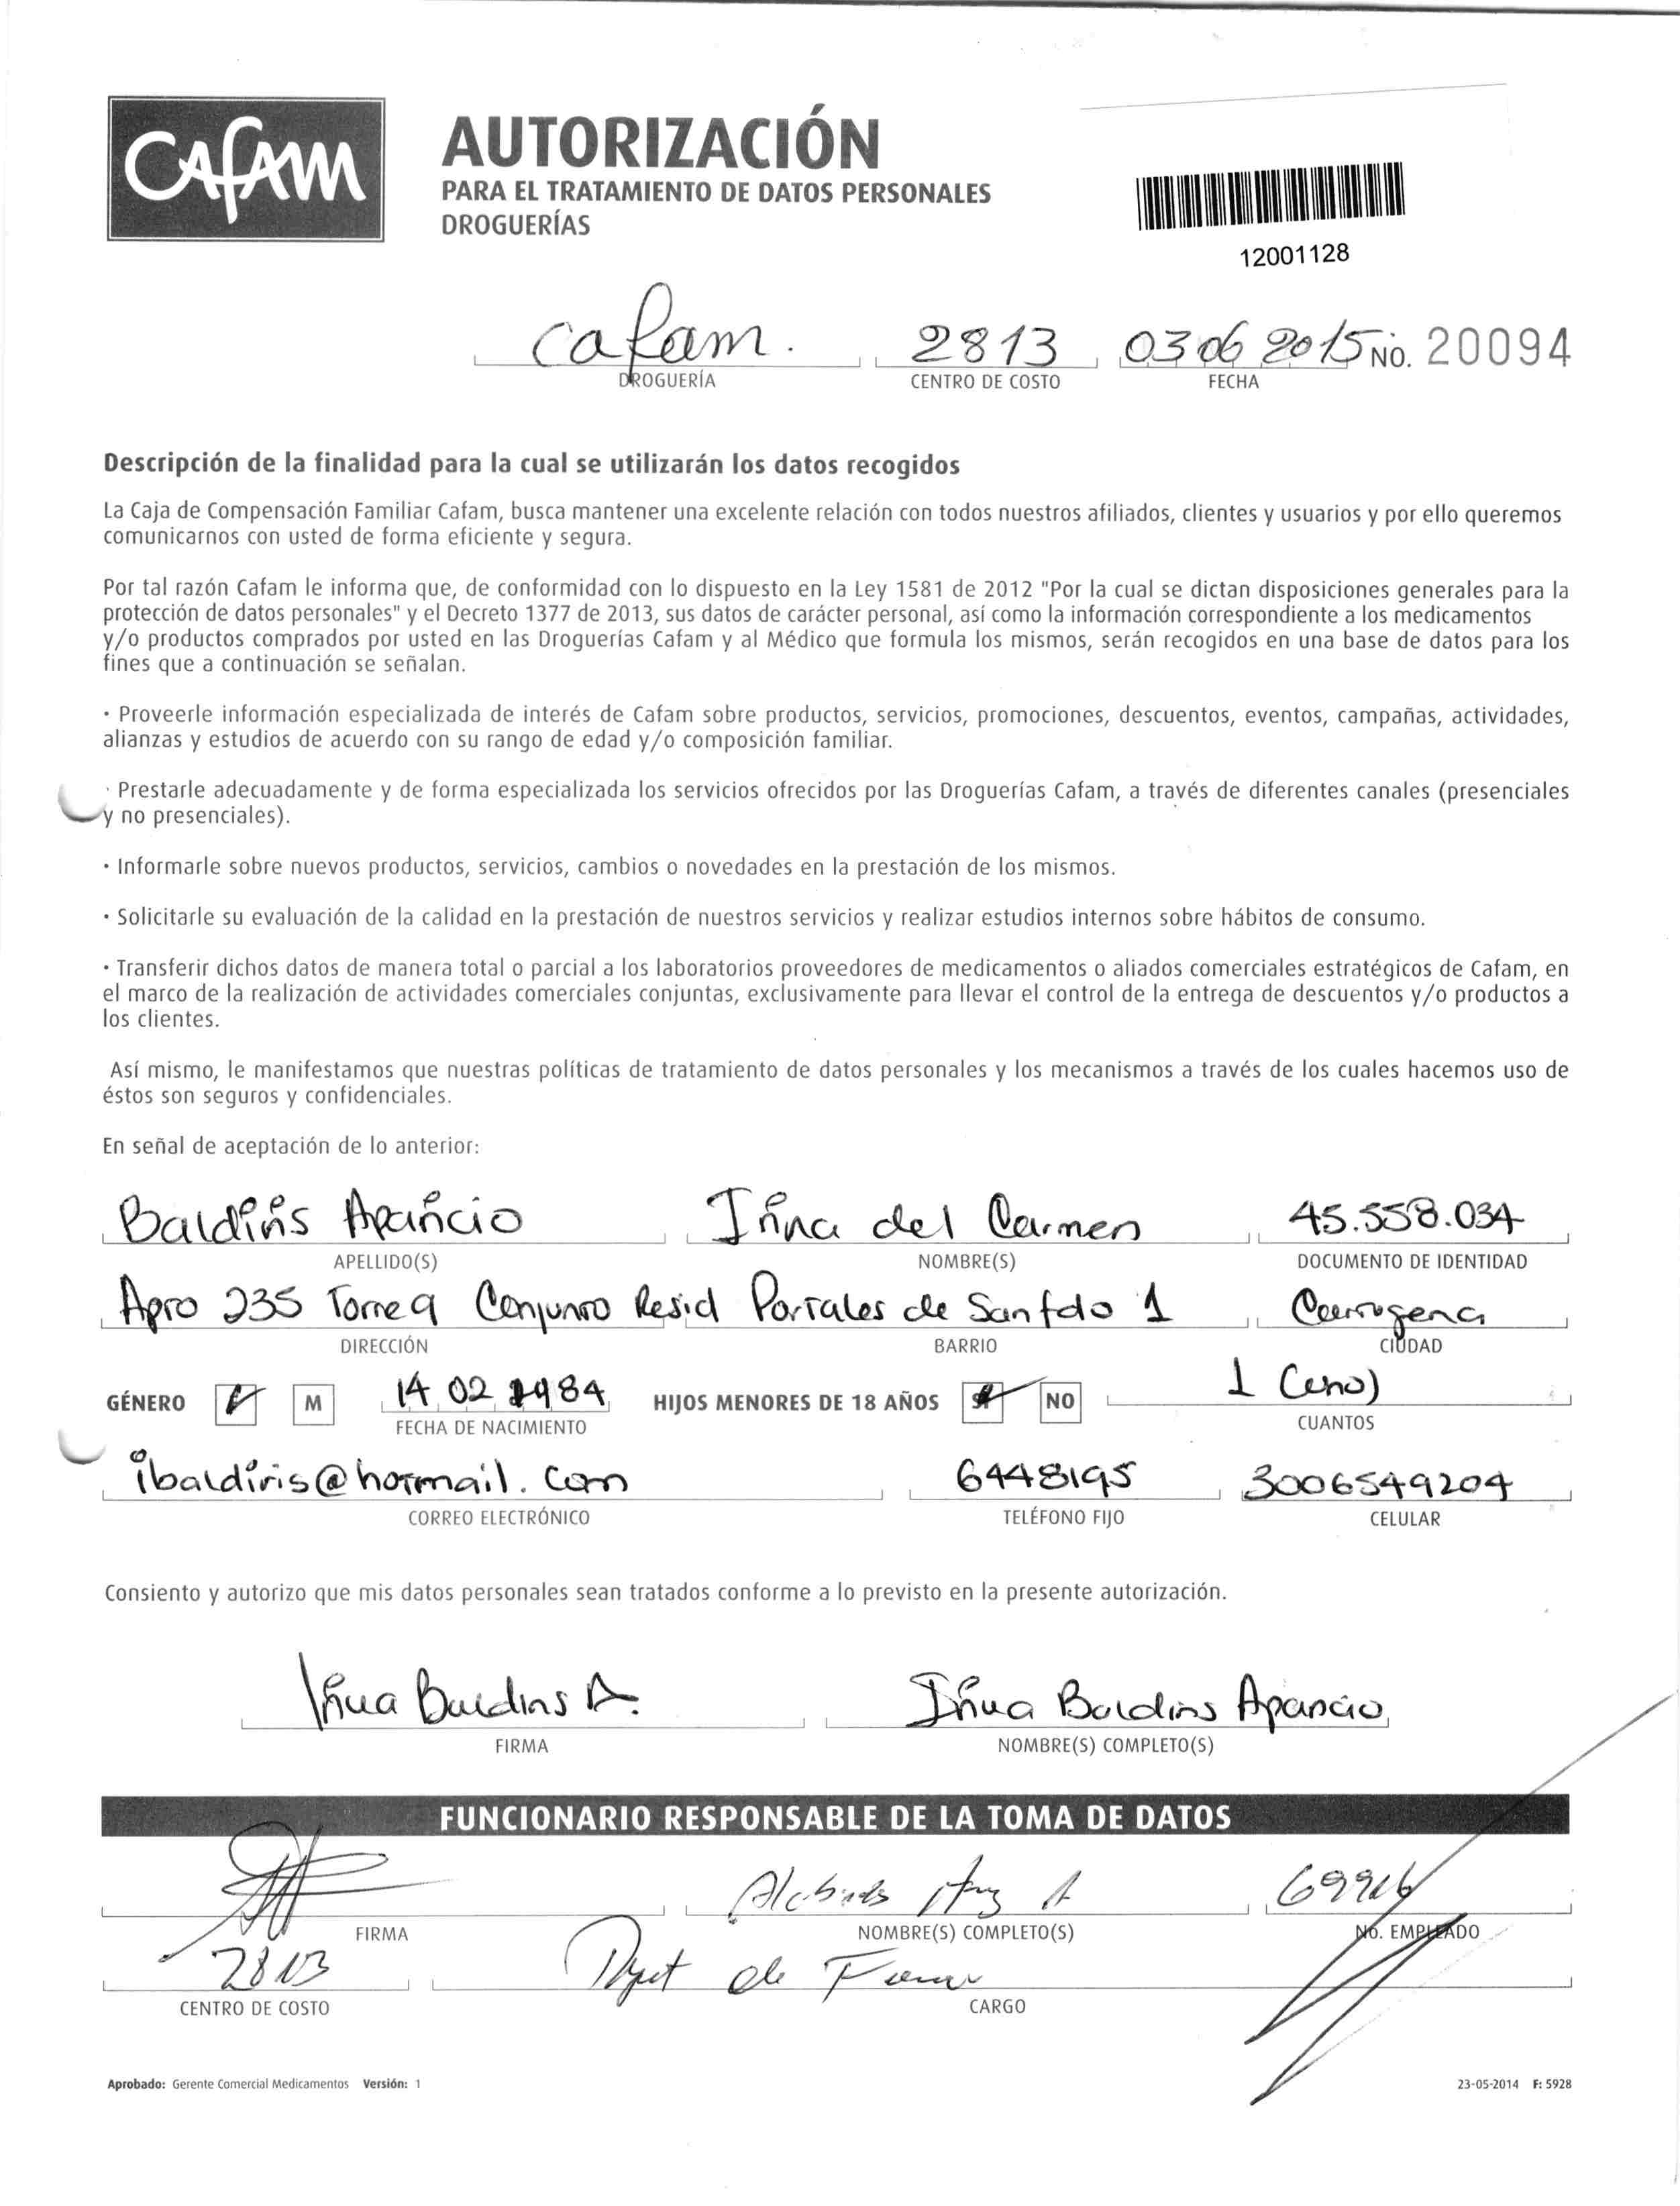 Cafam
AUTORIZACIÓN
PARA EL TRATAMIENTO DE DATOS PERSONALES
DROGUERÍAS
12001128
cafam. 2813 03 06 2015 No. 20094
DROGUERÍA CENTRO DE COSTO FECHA
Descripción de la finalidad para la cual se utilizarán los datos recogidos
La Caja de Compensación Familiar Cafam, busca mantener una excelente relación con todos nuestros afiliados, clientes y usuarios y por ello queremos
comunicarnos con usted de forma eficiente y segura.
Por tal razón Cafam le informa que, de conformidad con lo dispuesto en la Ley 1581 de 2012 "Por la cual se dictan disposiciones generales para la
protección de datos personales" y el Decreto 1377 de 2013, sus datos de carácter personal, así como la información correspondiente a los medicamentos
y/o productos comprados por usted en las Droguerías Cafam y al Médico que formula los mismos, serán recogidos en una base de datos para los
fines que a continuación se señalan.
· Proveerle información especializada de interés de Cafam sobre productos, servicios, promociones, descuentos, eventos, campañas, actividades,
alianzas y estudios de acuerdo con su rango de edad y/o composición familiar.
· Prestarle adecuadamente y de forma especializada los servicios ofrecidos por las Droguerías Cafam, a través de diferentes canales (presenciales
y no presenciales).
· Informarle sobre nuevos productos, servicios, cambios o novedades en la prestación de los mismos.
· Solicitarle su evaluación de la calidad en la prestación de nuestros servicios y realizar estudios internos sobre hábitos de consumo.
· Transferir dichos datos de manera total o parcial a los laboratorios proveedores de medicamentos o aliados comerciales estratégicos de Cafam, en
el marco de la realización de actividades comerciales conjuntas, exclusivamente para llevar el control de la entrega de descuentos y/o productos a
los clientes.
Así mismo, le manifestamos que nuestras políticas de tratamiento de datos personales y los mecanismos a través de los cuales hacemos uso de
éstos son seguros y confidenciales.
En señal de aceptación de lo anterior:
Baldiris Aparicio Irina del Carmen 45.558.034
APELLIDO(S) NOMBRE(S) DOCUMENTO DE IDENTIDAD
Apto 235 Torre 9 Conjunto Resid Portales de San fdo 1 Cartagena
DIRECCIÓN BARRIO CIUDAD
GÉNERO M 14 02 1984 HIJOS MENORES DE 18 AÑOS SI NO 1 (uno)
FECHA DE NACIMIENTO CUANTOS
ibaldiris@hotmail.com 6448195 3006549204
CORREO ELECTRÓNICO TELÉFONO FIJO CELULAR
Consiento y autorizo que mis datos personales sean tratados conforme a lo previsto en la presente autorización.
Irina Baldiris A. Irina Baldiris Aparicio
FIRMA NOMBRE(S) COMPLETO(S)
FUNCIONARIO RESPONSABLE DE LA TOMA DE DATOS
A
FIRMA NOMBRE(S) COMPLETO(S) No. EMPLEADO
2813 de
CENTRO DE COSTO CARGO
Aprobado: Gerente Comercial Medicamentos Versión: 1 23-05-2014 F: 5928